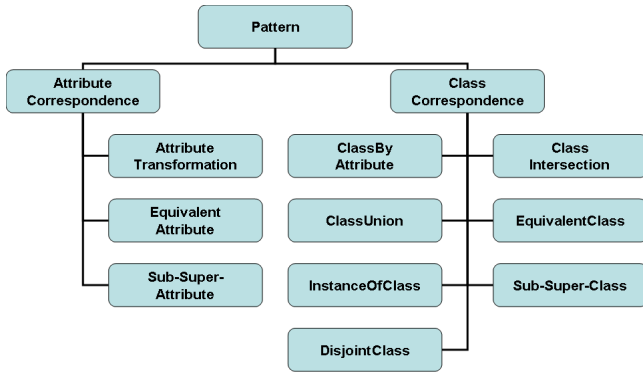 Pattern
Attribute
Correspondence
Class
Correspondence
Attribute
Transformation
ClassBy
Attribute
Class
Intersection
Equivalent
Attribute
ClassUnion
EquivalentClass
Sub-Super-
Attribute
InstanceOfClass
Sub-Super-Class
DisjointClass